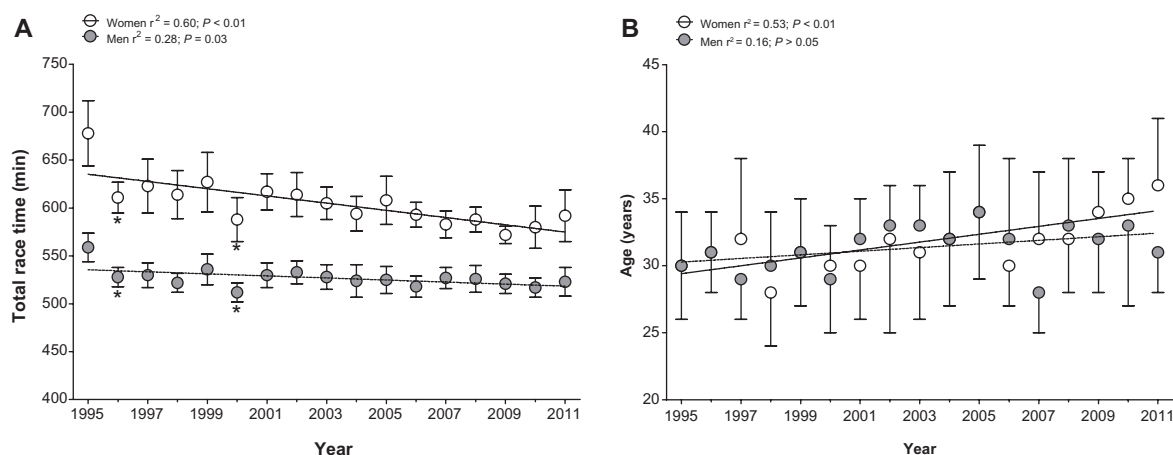 A
Women r² = 0.60; P < 0.01
Men r² = 0.28; P = 0.03
Total race time (min)
750
700
650
600
550
500
450
400
*
*
*
*
1995 1997 1999 2001 2003 2005 2007 2009 2011
Year
B
Women r² = 0.53; P < 0.01
Men r² = 0.16; P > 0.05
Age (years)
45
40
35
30
25
20
1995 1997 1999 2001 2003 2005 2007 2009 2011
Year